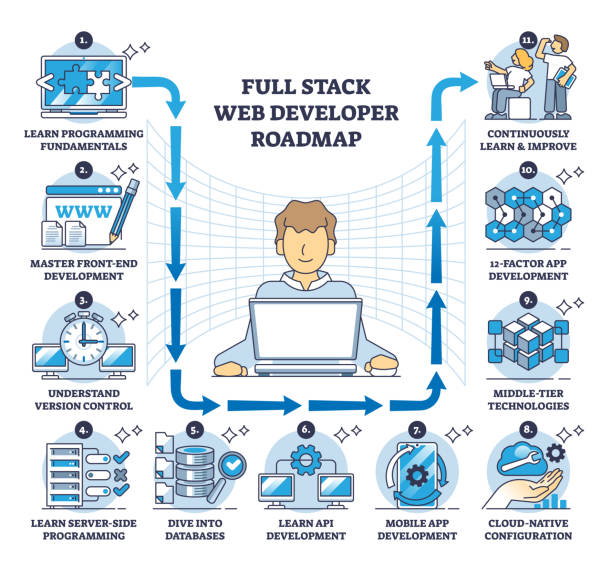 FULL STACK
WEB DEVELOPER
ROADMAP
1.
LEARN PROGRAMMING
FUNDAMENTALS
2.
WWW
MASTER FRONT-END
DEVELOPMENT
3.
UNDERSTAND
VERSION CONTROL
4.
LEARN SERVER-SIDE
PROGRAMMING
5.
DIVE INTO
DATABASES
6.
LEARN API
DEVELOPMENT
7.
MOBILE APP
DEVELOPMENT
8.
CLOUD-NATIVE
CONFIGURATION
9.
MIDDLE-TIER
TECHNOLOGIES
10.
12-FACTOR APP
DEVELOPMENT
11.
CONTINUOUSLY
LEARN & IMPROVE